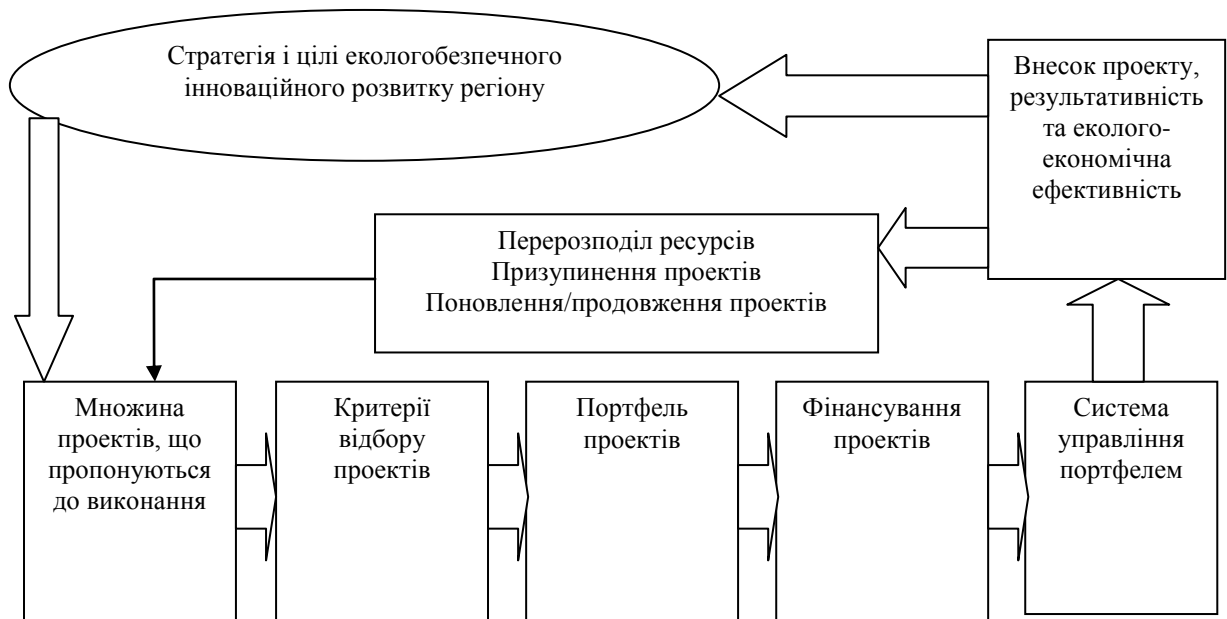 Стратегія і цілі екологобезпечного
інноваційного розвитку регіону
Внесок проекту,
результативність
та еколого-
економічна
ефективність
Перерозподіл ресурсів
Призупинення проектів
Поновлення/продовження проектів
Множина
проектів, що
пропонуються
до виконання
Критерії
відбору
проектів
Портфель
проектів
Фінансування
проектів
Система
управління
портфелем